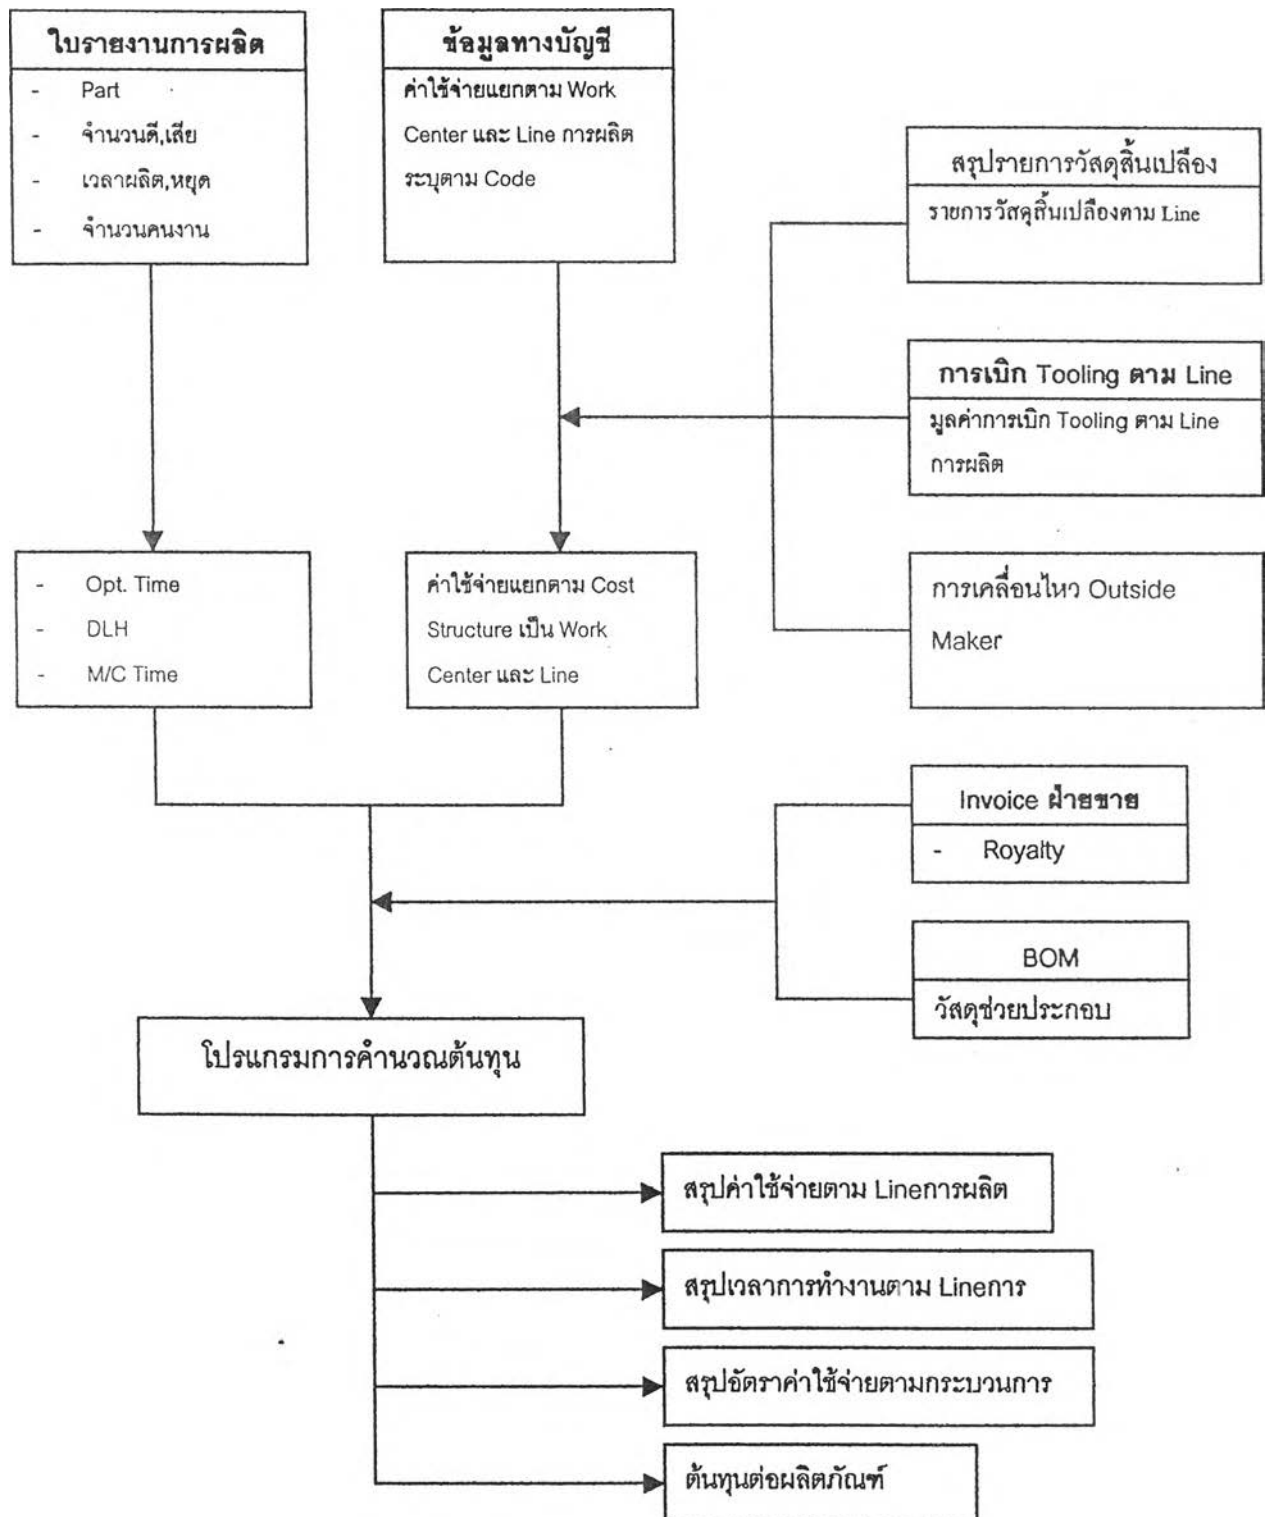 ใบรายงานการผลิต
- Part
- จำนวนดี,เสีย
- เวลาผลิต,หยุด
- จำนวนคนงาน
ข้อมูลทางบัญชี
ค่าใช้จ่ายแยกตาม Work
Center และ Line การผลิต
ระบุตาม Code
สรุปรายการวัสดุสิ้นเปลือง
รายการวัสดุสิ้นเปลืองตาม Line
การเบิก Tooling ตาม Line
มูลค่าการเบิก Tooling ตาม Line
การผลิต
- Opt. Time
- DLH
- M/C Time
ค่าใช้จ่ายแยกตาม Cost
Structure เป็น Work
Center และ Line
การเคลื่อนไหว Outside
Maker
Invoice ฝ่ายขาย
- Royalty
BOM
วัสดุช่วยประกอบ
โปรแกรมการคำนวณต้นทุน
สรุปค่าใช้จ่ายตาม Lineการผลิต
สรุปเวลาการทำงานตาม Lineการ
สรุปอัตราค่าใช้จ่ายตามกระบวนการ
ต้นทุนต่อผลิตภัณฑ์